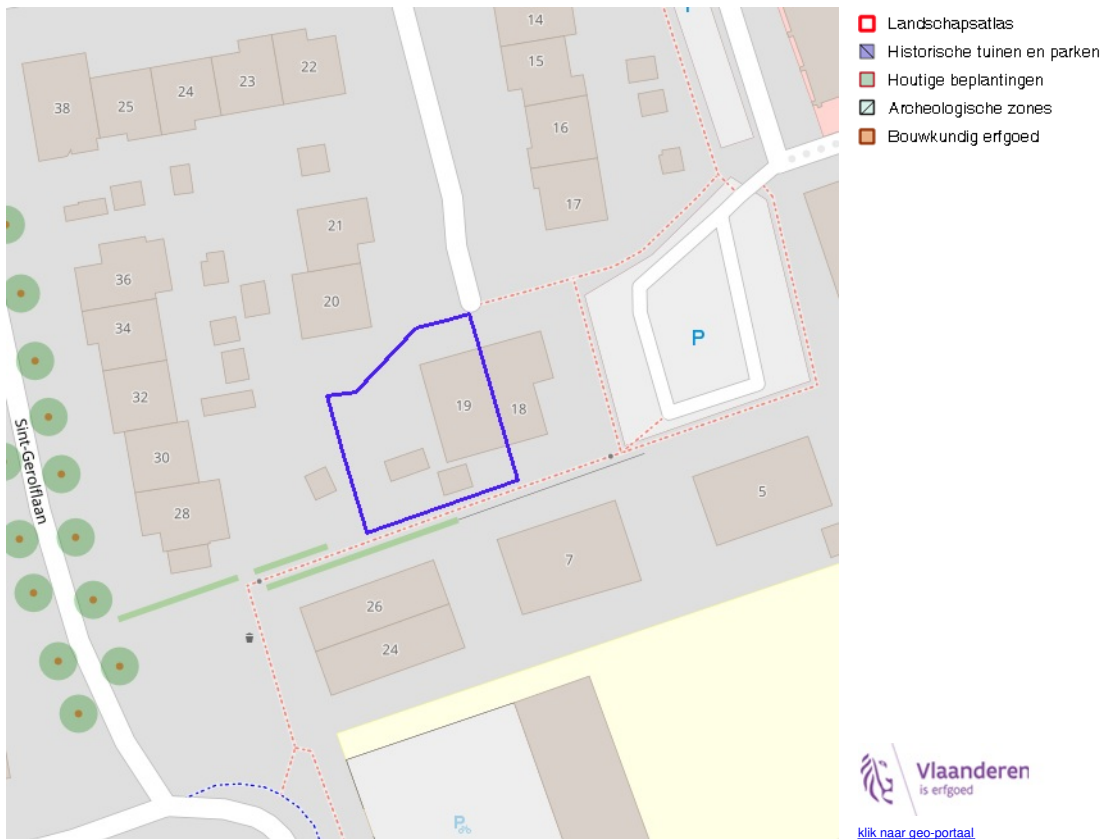 14
P
15
22
23
24
25
38
16
17
21
36
20
34
P
32
19
18
Sint-Gerolflaan
30
28
5
7
26
24
P
Landschapsatlas
Historische tuinen en parken
Houtige beplantingen
Archeologische zones
Bouwkundig erfgoed
Vlaanderen
is erfgoed
klik naar geo-portaal